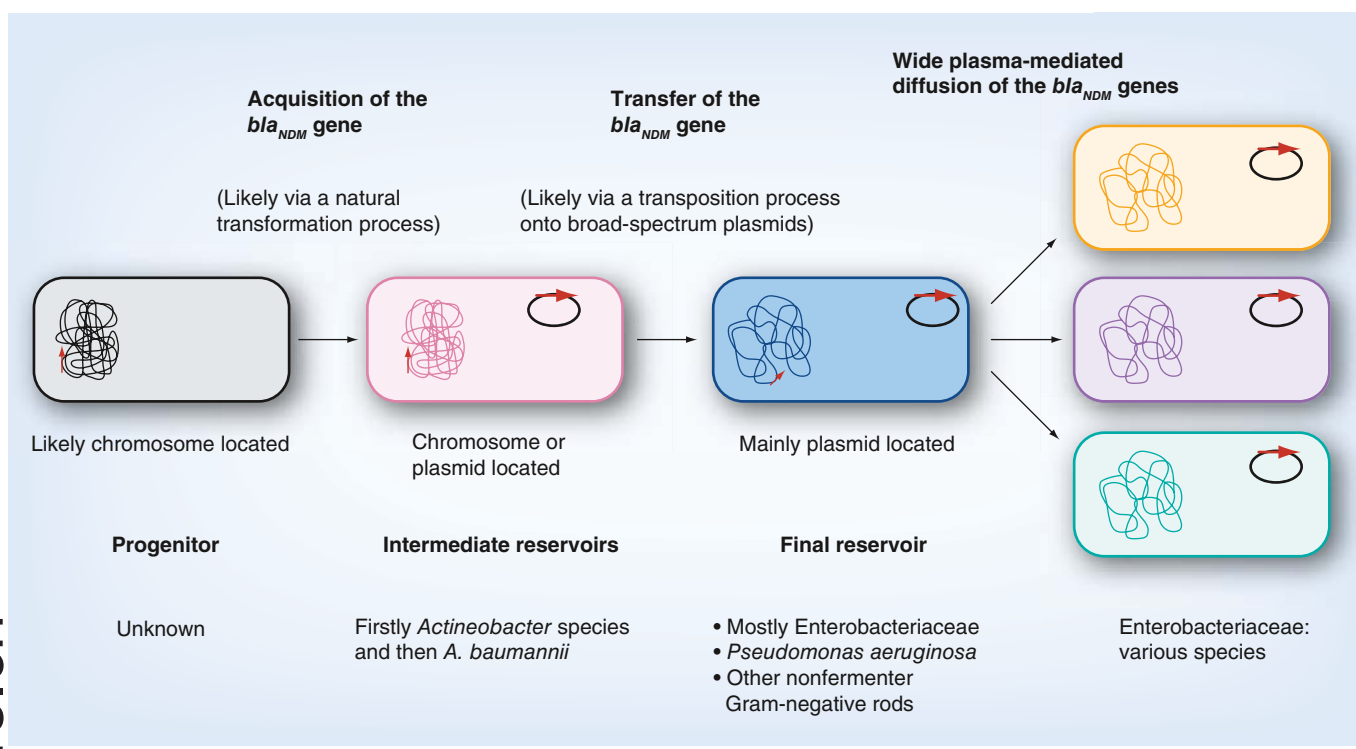 Acquisition of the
bla_NDM gene
(Likely via a natural
transformation process)
Transfer of the
bla_NDM gene
(Likely via a transposition process
onto broad-spectrum plasmids)
Wide plasma-mediated
diffusion of the bla_NDM genes
Likely chromosome located
Chromosome or
plasmid located
Mainly plasmid located
Progenitor
Intermediate reservoirs
Final reservoir
Unknown
Firstly Actineobacter species
and then A. baumannii
• Mostly Enterobacteriaceae
• Pseudomonas aeruginosa
• Other nonfermenter
Gram-negative rods
Enterobacteriaceae:
various species